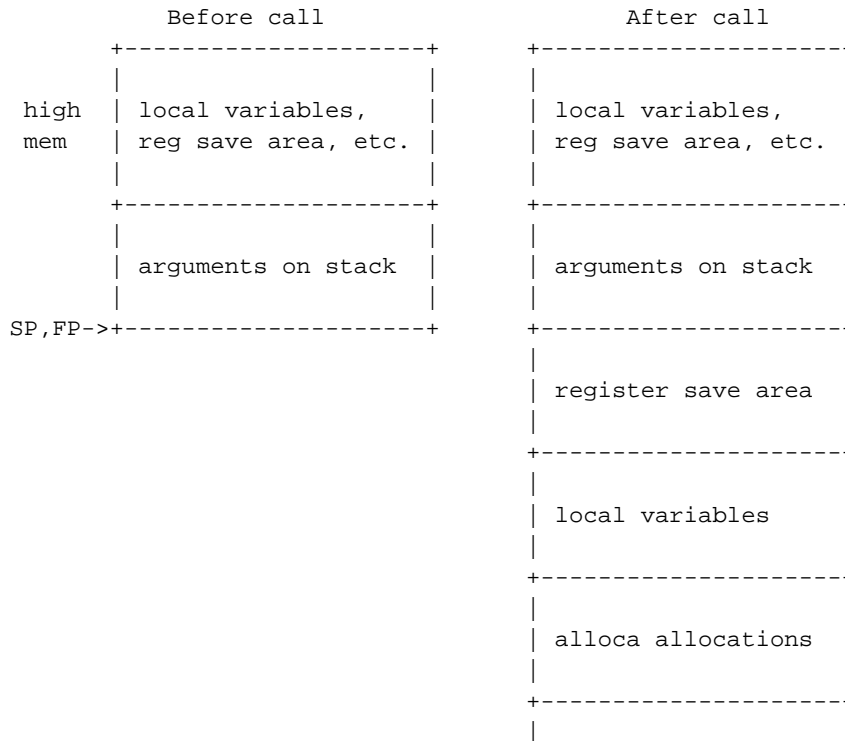 Before call After call
high local variables, local variables,
mem reg save area, etc. reg save area, etc.
arguments on stack arguments on stack
SP,FP->
register save area
local variables
alloca allocations